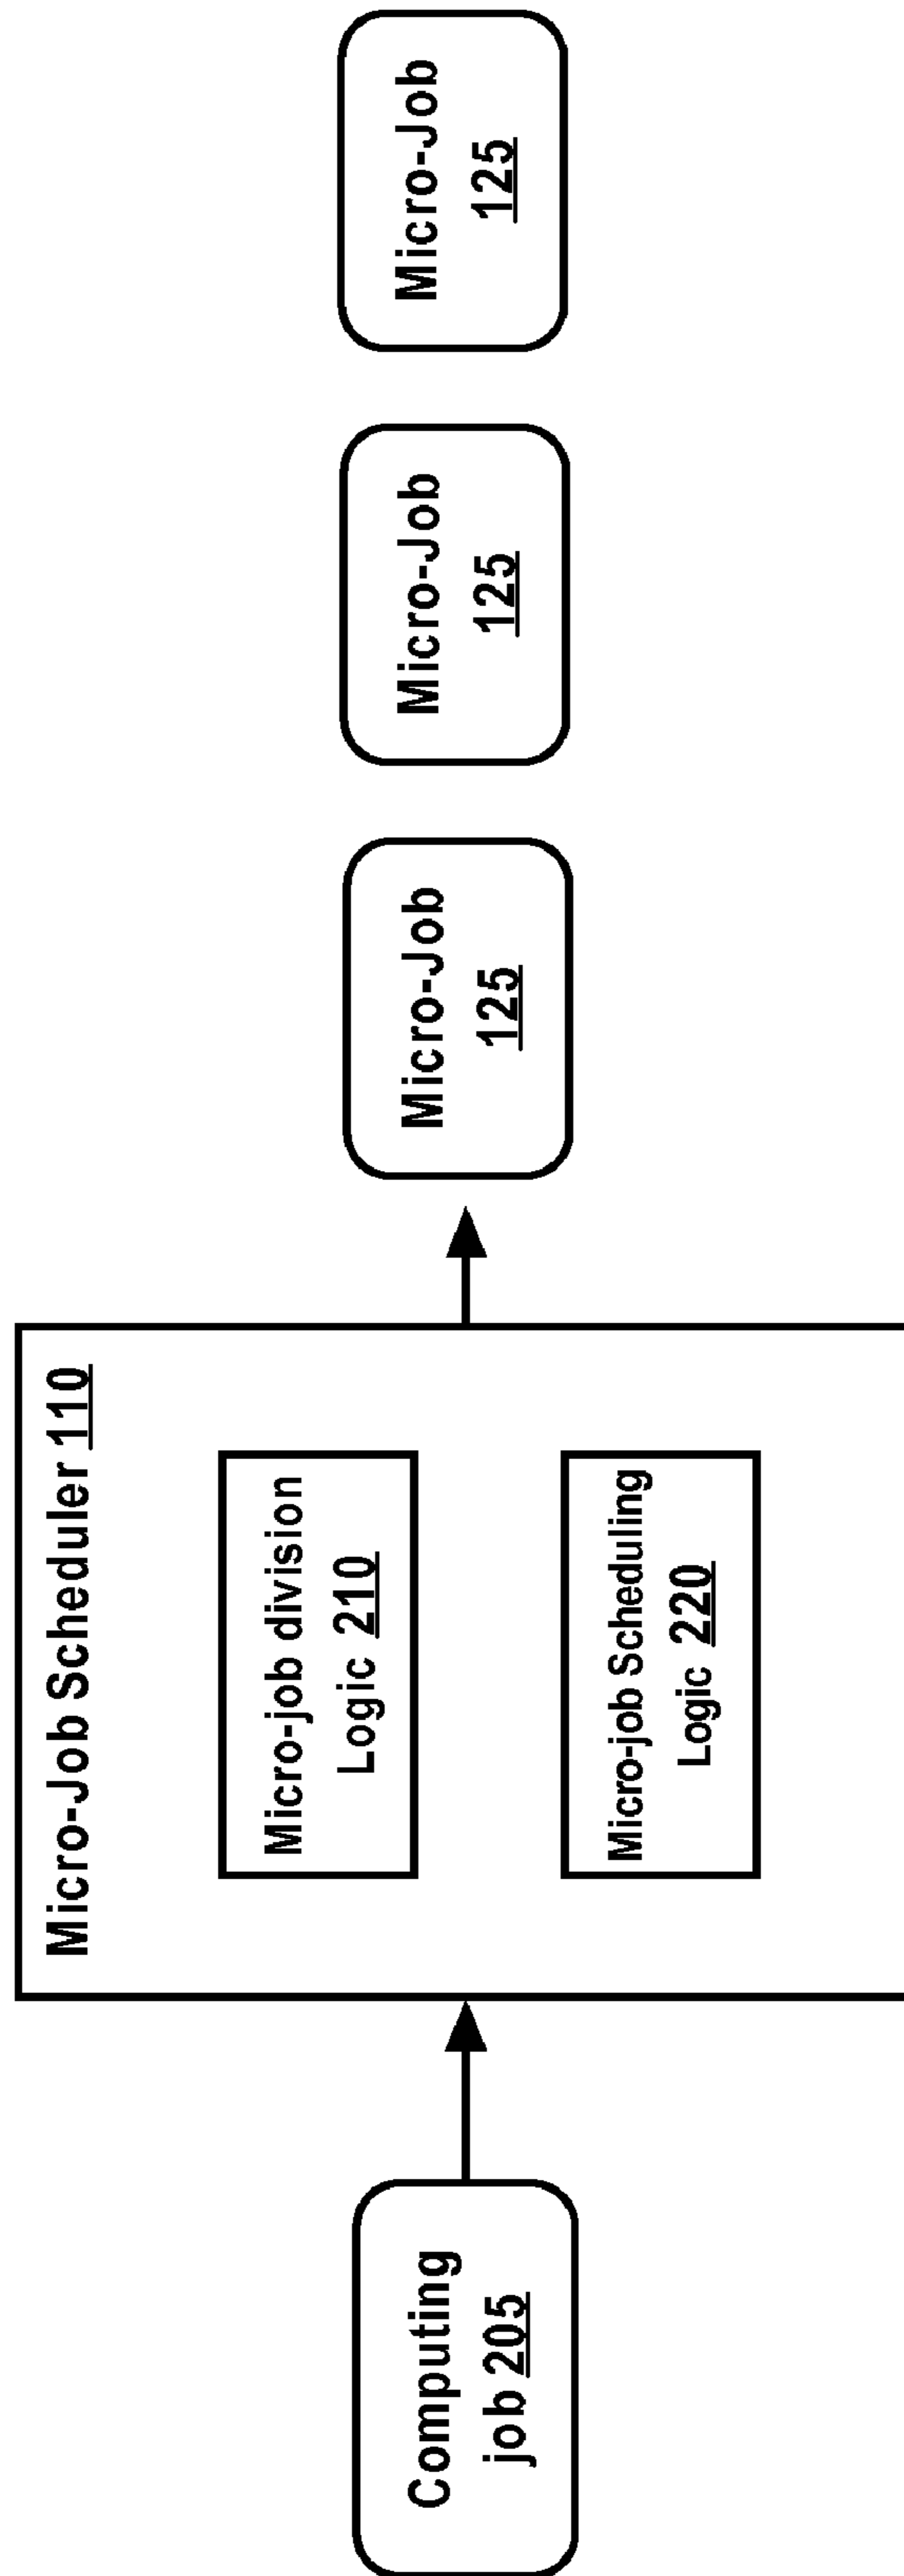 Computing
job 205
Micro-Job Scheduler 110
Micro-job division
Logic 210
Micro-job Scheduling
Logic 220
Micro-Job
125
Micro-Job
125
Micro-Job
125